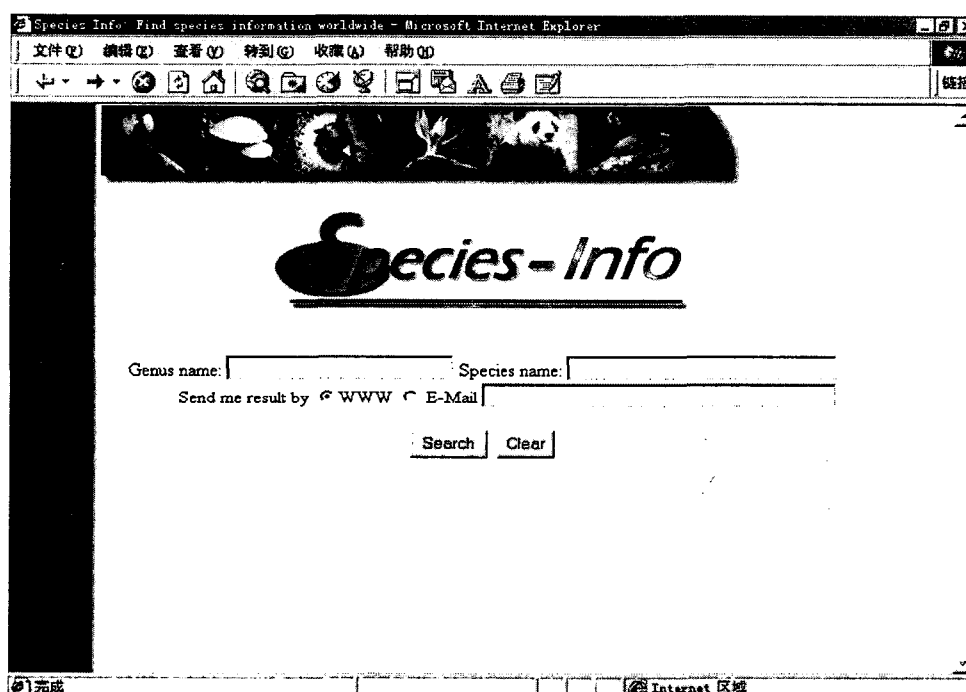 Species Info: Find species information worldwide - Microsoft Internet Explorer
文件(F) 编辑(E) 查看(V) 转到(G) 收藏(A) 帮助(H)
Species-Info
Genus name: Species name:
Send me result by WWW E-Mail
Search Clear
完成 Internet 区域